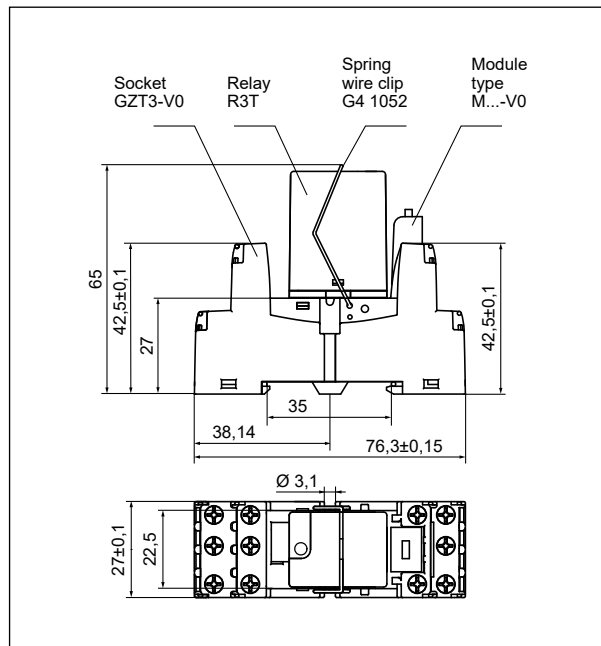 Socket
GZT3-V0
Relay
R3T
Spring
wire clip
G4 1052
Module
type
M...-V0
65
42,5±0,1
27
42,5±0,1
35
38,14
76,3±0,15
Ø 3,1
27±0,1
22,5